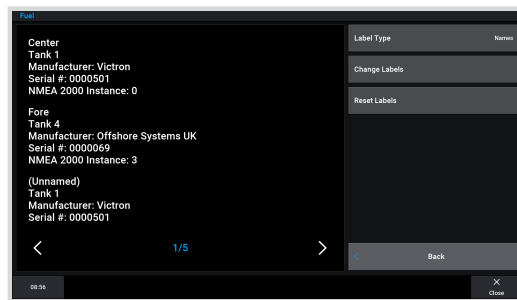 Fuel
Center
Tank 1
Manufacturer: Victron
Serial #: 0000501
NMEA 2000 Instance: 0
Fore
Tank 4
Manufacturer: Offshore Systems UK
Serial #: 0000069
NMEA 2000 Instance: 3
(Unnamed)
Tank 1
Manufacturer: Victron
Serial #: 0000501
1/5
Label Type Names
Change Labels
Reset Labels
Back
08:56
Close